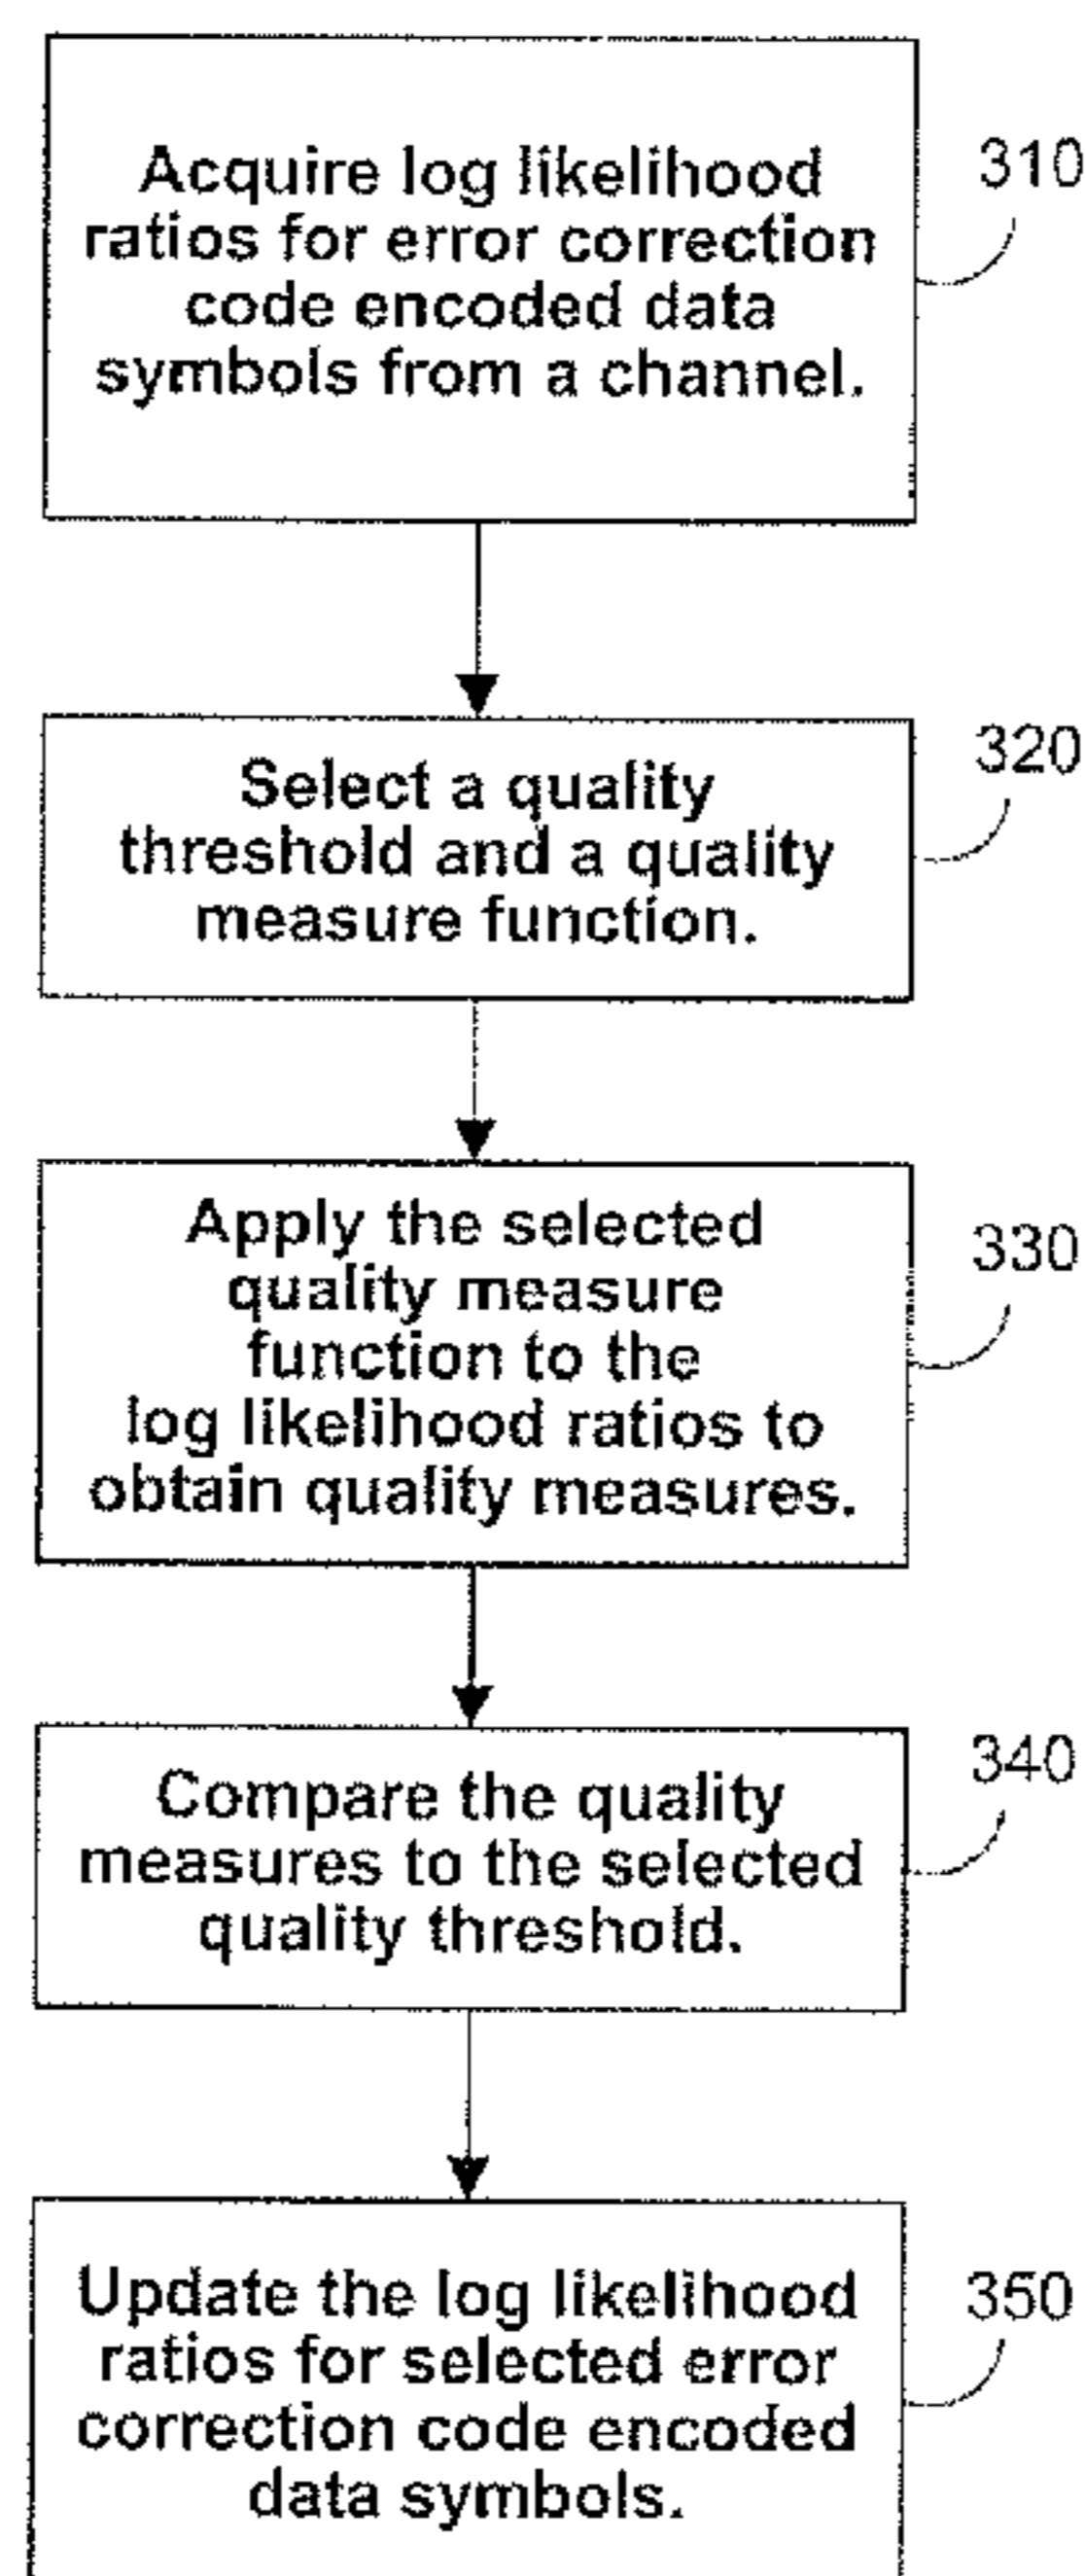 Acquire log likelihood
ratios for error correction
code encoded data
symbols from a channel.
310
Select a quality
threshold and a quality
measure function.
320
Apply the selected
quality measure
function to the
log likelihood ratios to
obtain quality measures.
330
Compare the quality
measures to the selected
quality threshold.
340
Update the log likelihood
ratios for selected error
correction code encoded
data symbols.
350